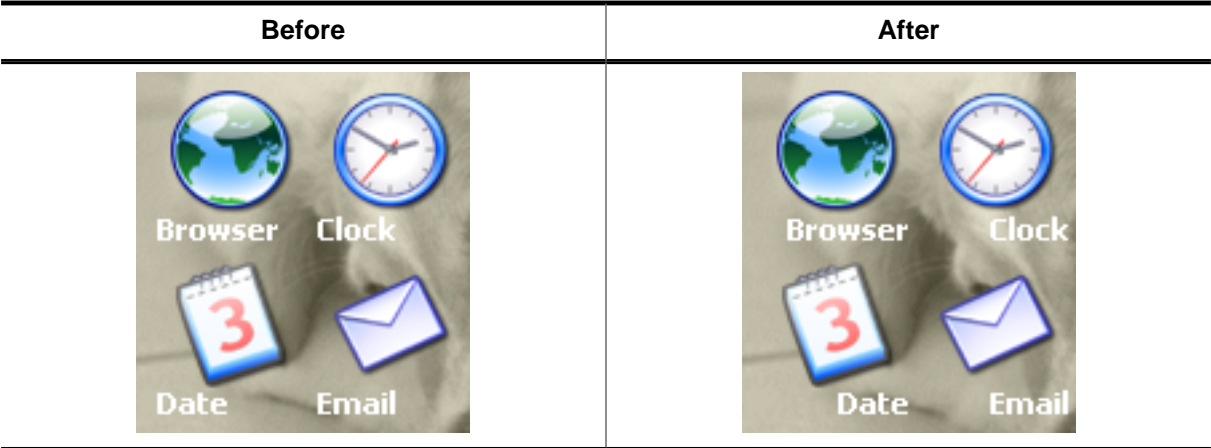 Before After
Browser Clock Browser Clock
3 3
Date Email Date Email